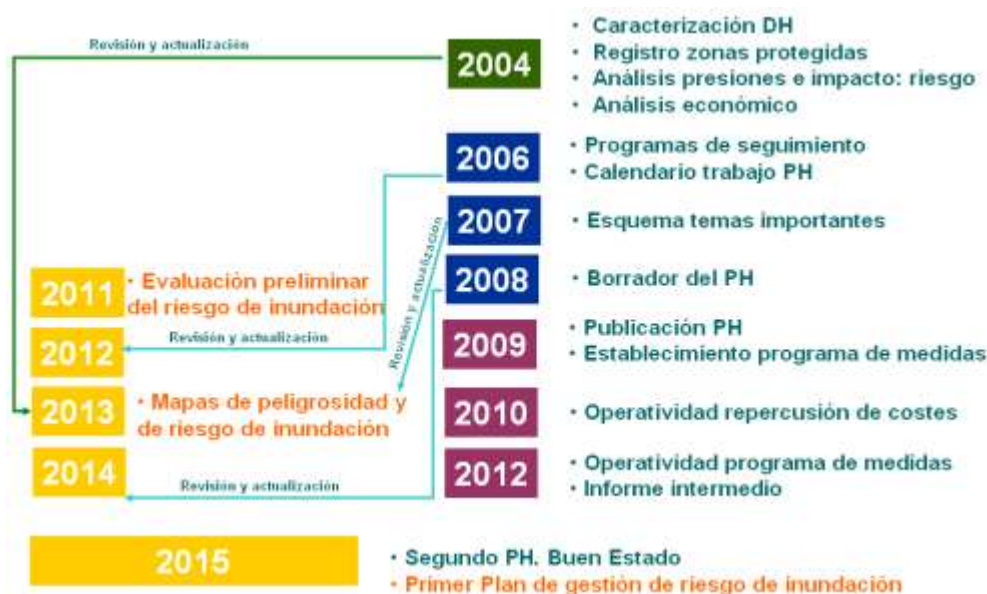 Revisión y actualización
2004
• Caracterización DH
• Registro zonas protegidas
• Análisis presiones e impacto: riesgo
• Análisis económico
2006
• Programas de seguimiento
• Calendario trabajo PH
2007
• Esquema temas importantes
Revisión y actualización
2008
• Borrador del PH
2011
• Evaluación preliminar
del riesgo de inundación
2012
Revisión y actualización
2009
• Publicación PH
• Establecimiento programa de medidas
2013
• Mapas de peligrosidad y
de riesgo de inundación
2010
• Operatividad repercusión de costes
2014
Revisión y actualización
2012
• Operatividad programa de medidas
• Informe intermedio
2015
• Segundo PH. Buen Estado
• Primer Plan de gestión de riesgo de inundación